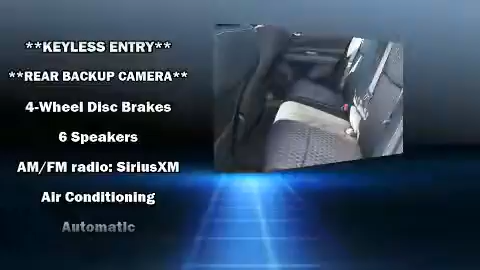 **KEYLESS ENTRY**
**REAR BACKUP CAMERA**
4-Wheel Disc Brakes
6 Speakers
AM/FM radio: SiriusXM
Air Conditioning
Automatic